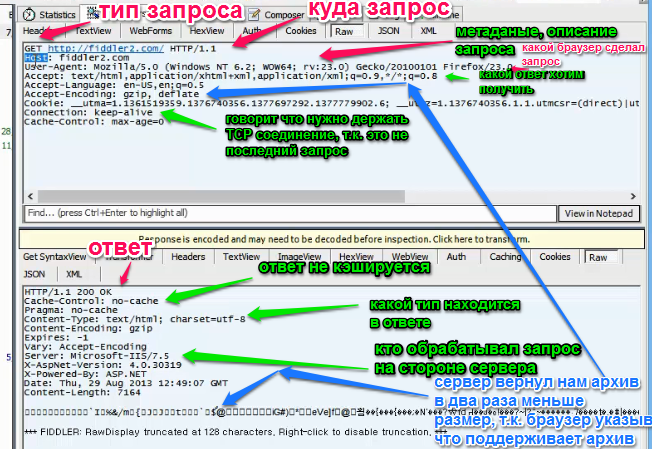 тип запроса
куда запрос
Statistics
Composer
TextView
WebForms
HexView
Auth
Cookies
Raw
JSON
XML
метаданые, описание запроса
какой браузер сделал запрос
GET http://fiddler2.com/ HTTP/1.1
Host: fiddler2.com
User-Agent: Mozilla/5.0 (Windows NT 6.2; WOW64; rv:23.0) Gecko/20100101 Firefox/23.0
Accept: text/html,application/xhtml+xml,application/xml;q=0.9,*/*;q=0.8
какой ответ хотим получить
Accept-Language: en-US,en;q=0.5
Accept-Encoding: gzip, deflate
Cookie: __utma=1.1361519359.1376740356.1377697292.1377779902.6;
Connection: keep-alive
Cache-Control: max-age=0
говорит что нужно держать
TCP соединение, т.к. это не
последний запрос
Find... (press Ctrl+Enter to highlight all)
View in Notepad
Response is encoded and may need to be decoded before inspection. Click here to transform.
ответ
Get SyntaxView
Headers
TextView
ImageView
HexView
WebView
Auth
Caching
Cookies
Raw
JSON
XML
ответ не кэшируется
HTTP/1.1 200 OK
Cache-Control: no-cache
Pragma: no-cache
Content-Type: text/html; charset=utf-8
Content-Encoding: gzip
Expires: -1
Vary: Accept-Encoding
Server: Microsoft-IIS/7.5
X-AspNet-Version: 4.0.30319
X-Powered-By: ASP.NET
Date: Thu, 29 Aug 2013 12:49:07 GMT
Content-Length: 7164
какой тип находится
в ответе
кто обрабатывал запрос
на стороне сервера
сервер вернул нам архив
в два раза меньше
размер, т.к. браузер указыв
что поддерживает архив
*** FIDDLER: RawDisplay truncated at 128 characters. Right-click to disable truncation. ***